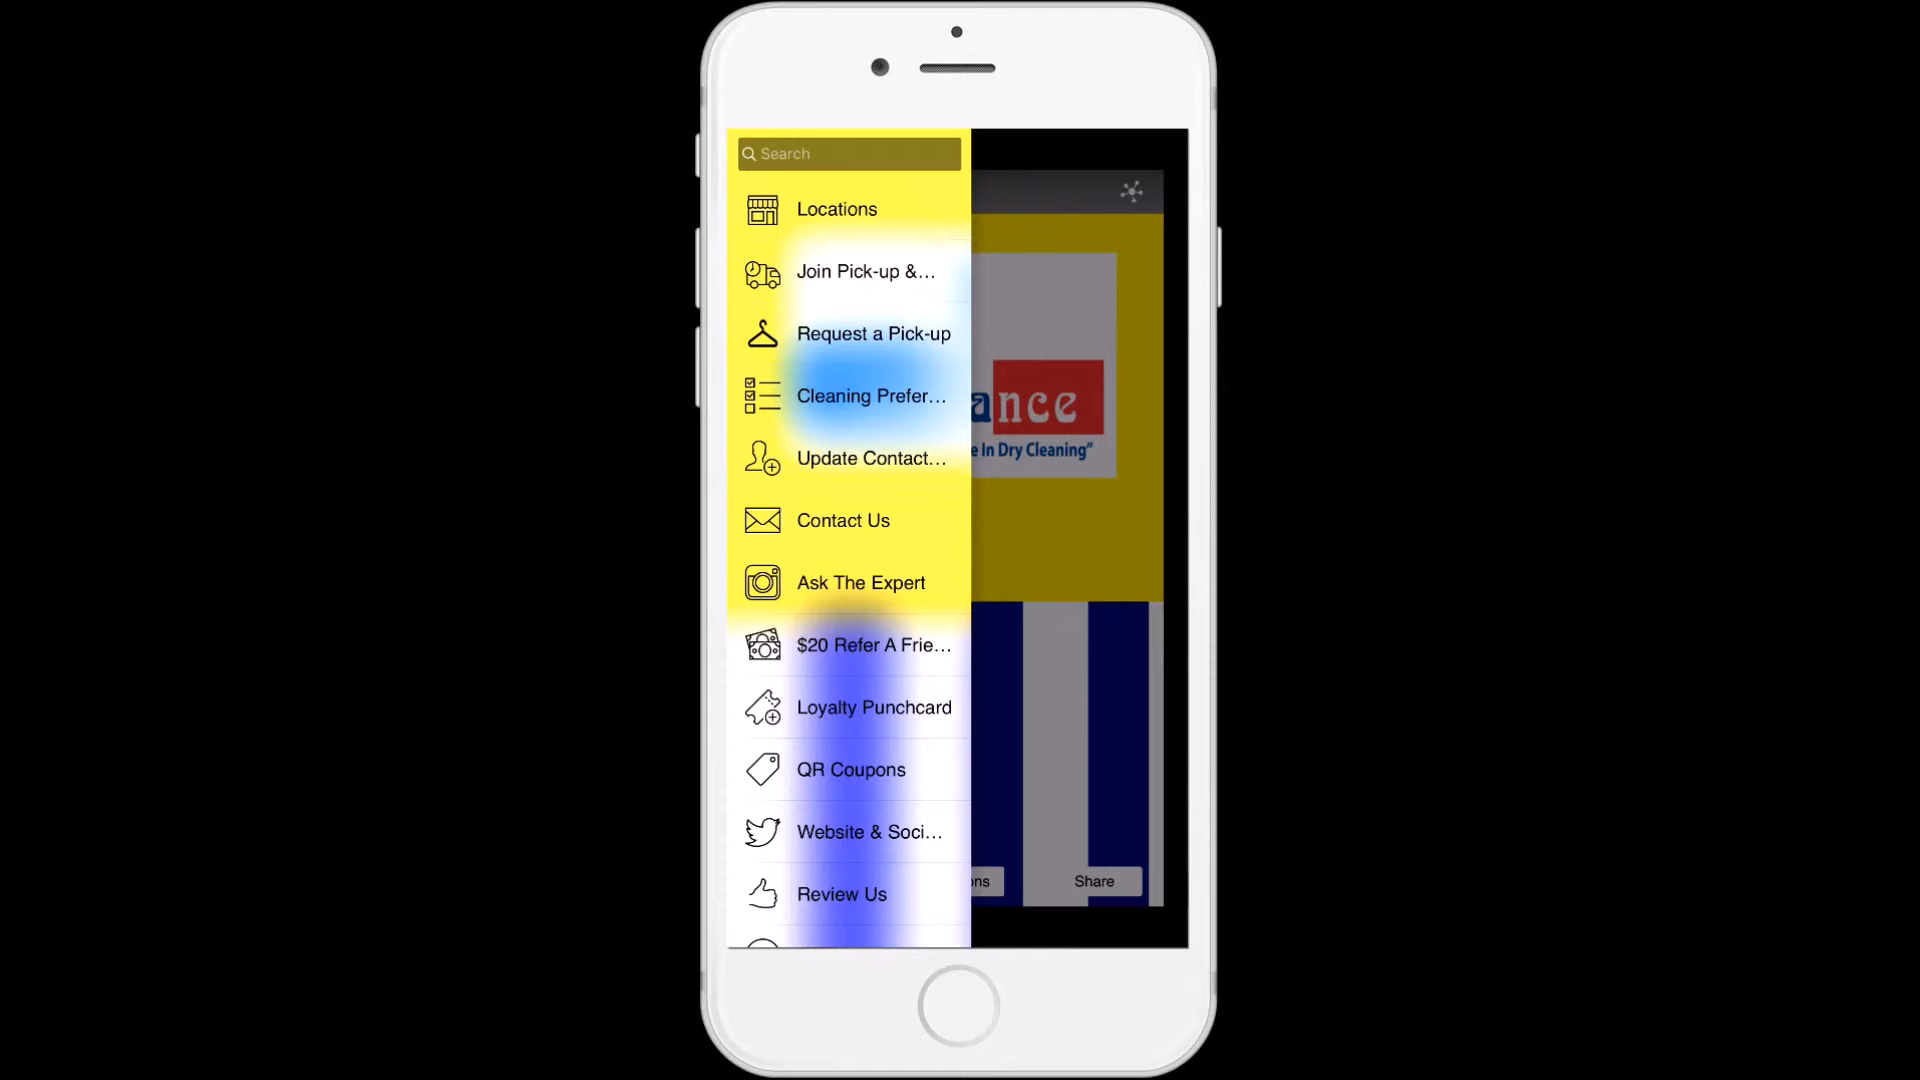 Search
Locations
Join Pick-up &...
Request a Pick-up
Cleaning Prefer...
Update Contact...
Contact Us
Ask The Expert
$20 Refer A Frie...
Loyalty Punchcard
QR Coupons
Website & Soci...
Review Us
ance
e In Dry Cleaning”
ons
Share